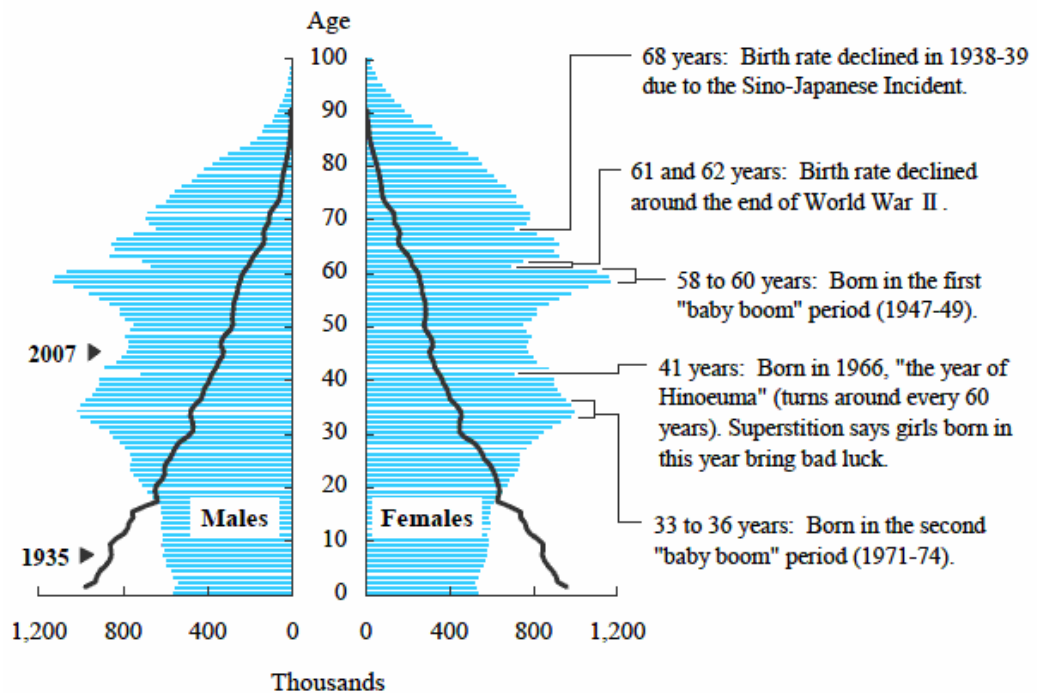 Age
100
90
80
70
60
50
40
30
20
10
0
2007
1935
Males
Females
68 years: Birth rate declined in 1938-39
due to the Sino-Japanese Incident.
61 and 62 years: Birth rate declined
around the end of World War II .
58 to 60 years: Born in the first
"baby boom" period (1947-49).
41 years: Born in 1966, "the year of
Hinoeuma" (turns around every 60
years). Superstition says girls born in
this year bring bad luck.
33 to 36 years: Born in the second
"baby boom" period (1971-74).
1,200 800 400 0 0 400 800 1,200
Thousands